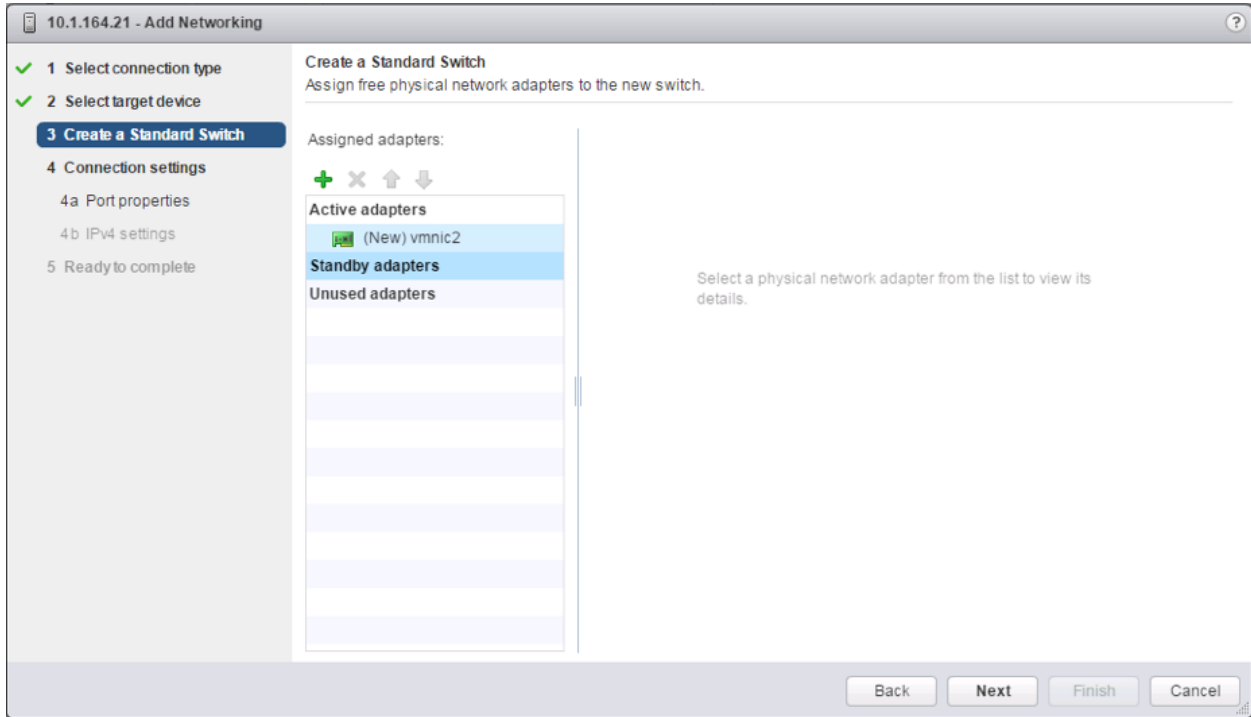 10.1.164.21 - Add Networking
?
1 Select connection type
2 Select target device
3 Create a Standard Switch
4 Connection settings
4a Port properties
4b IPv4 settings
5 Ready to complete
Create a Standard Switch
Assign free physical network adapters to the new switch.
Assigned adapters:
Active adapters
(New) vmnic2
Standby adapters
Unused adapters
Select a physical network adapter from the list to view its
details.
Back
Next
Finish
Cancel